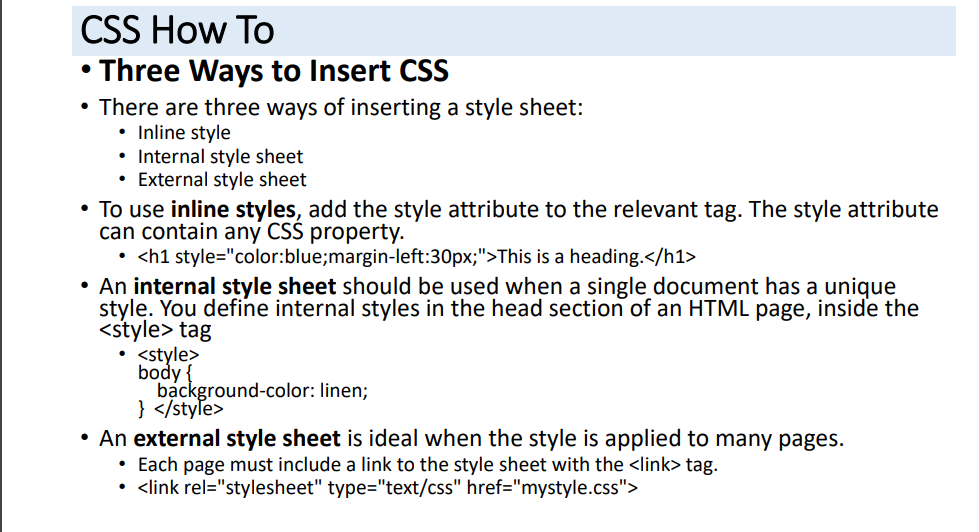 CSS How To
• Three Ways to Insert CSS
• There are three ways of inserting a style sheet:
• Inline style
• Internal style sheet
• External style sheet
• To use inline styles, add the style attribute to the relevant tag. The style attribute
can contain any CSS property.
• <h1 style="color:blue;margin-left:30px;">This is a heading.</h1>
• An internal style sheet should be used when a single document has a unique
style. You define internal styles in the head section of an HTML page, inside the
<style> tag
• <style>
body {
background-color: linen;
} </style>
• An external style sheet is ideal when the style is applied to many pages.
• Each page must include a link to the style sheet with the <link> tag.
• <link rel="stylesheet" type="text/css" href="mystyle.css">